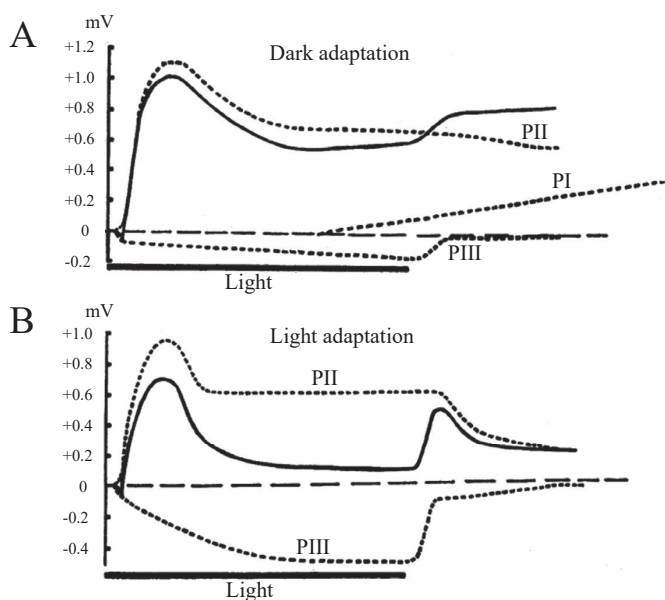 A
mV
Dark adaptation
+1.2
+1.0
+0.8
+0.6
+0.4
+0.2
0
-0.2
PII
PI
PIII
Light
B
mV
Light adaptation
+1.0
+0.8
+0.6
+0.4
+0.2
0
-0.2
-0.4
PII
PIII
Light